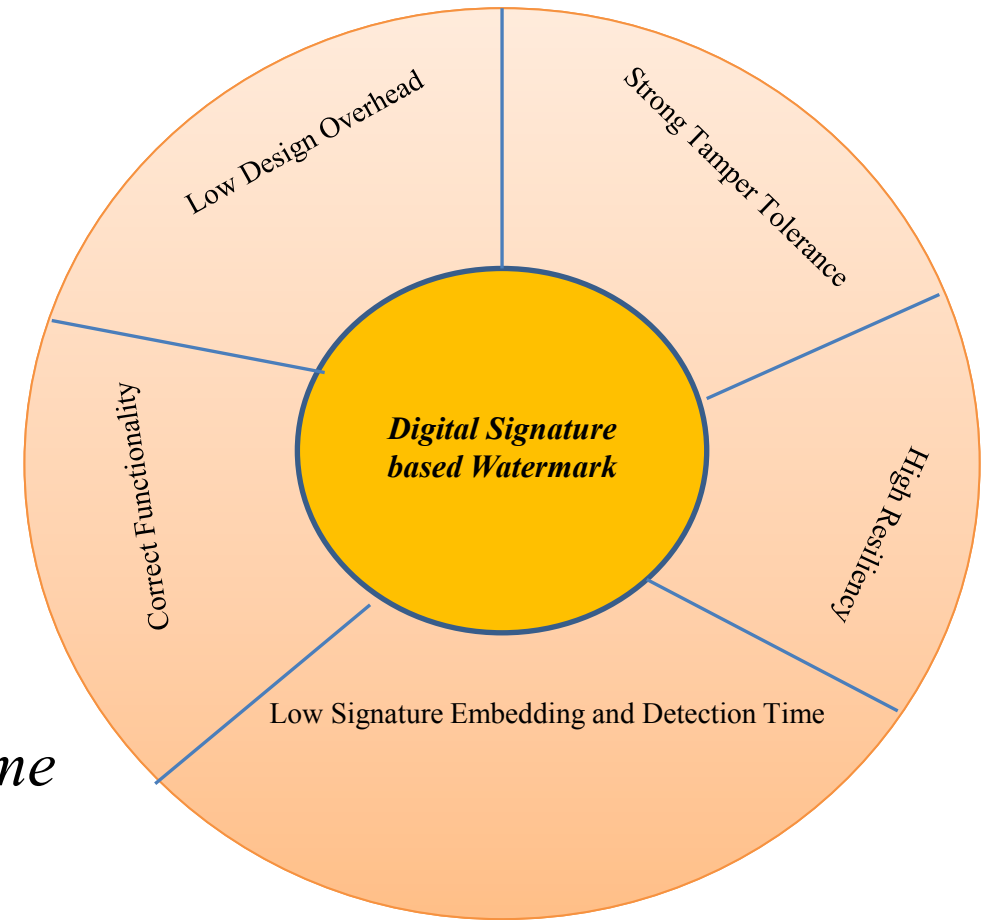 Low Design Overhead
Strong Tamper Tolerance
Digital Signature
based Watermark
Correct Functionality
High Resiliency
Low Signature Embedding and Detection Time